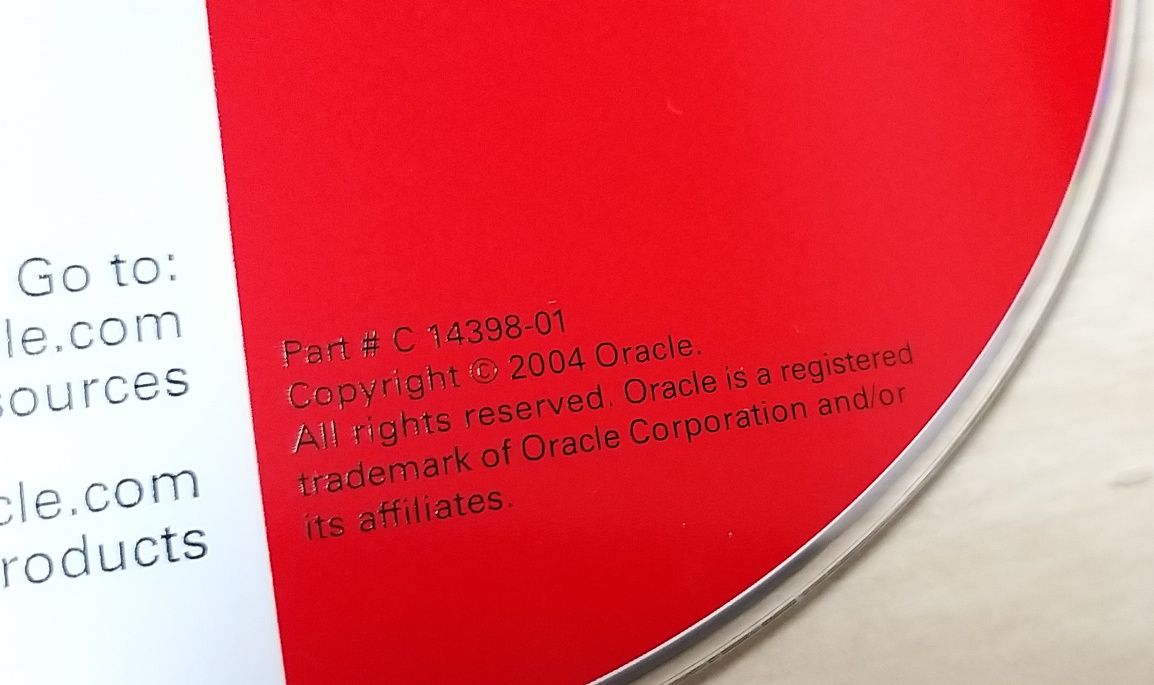 Go to:
le.com
sources
cle.com
roducts
Part # C 14398-01
Copyright © 2004 Oracle.
All rights reserved. Oracle is a registered
trademark of Oracle Corporation and/or
its affiliates.